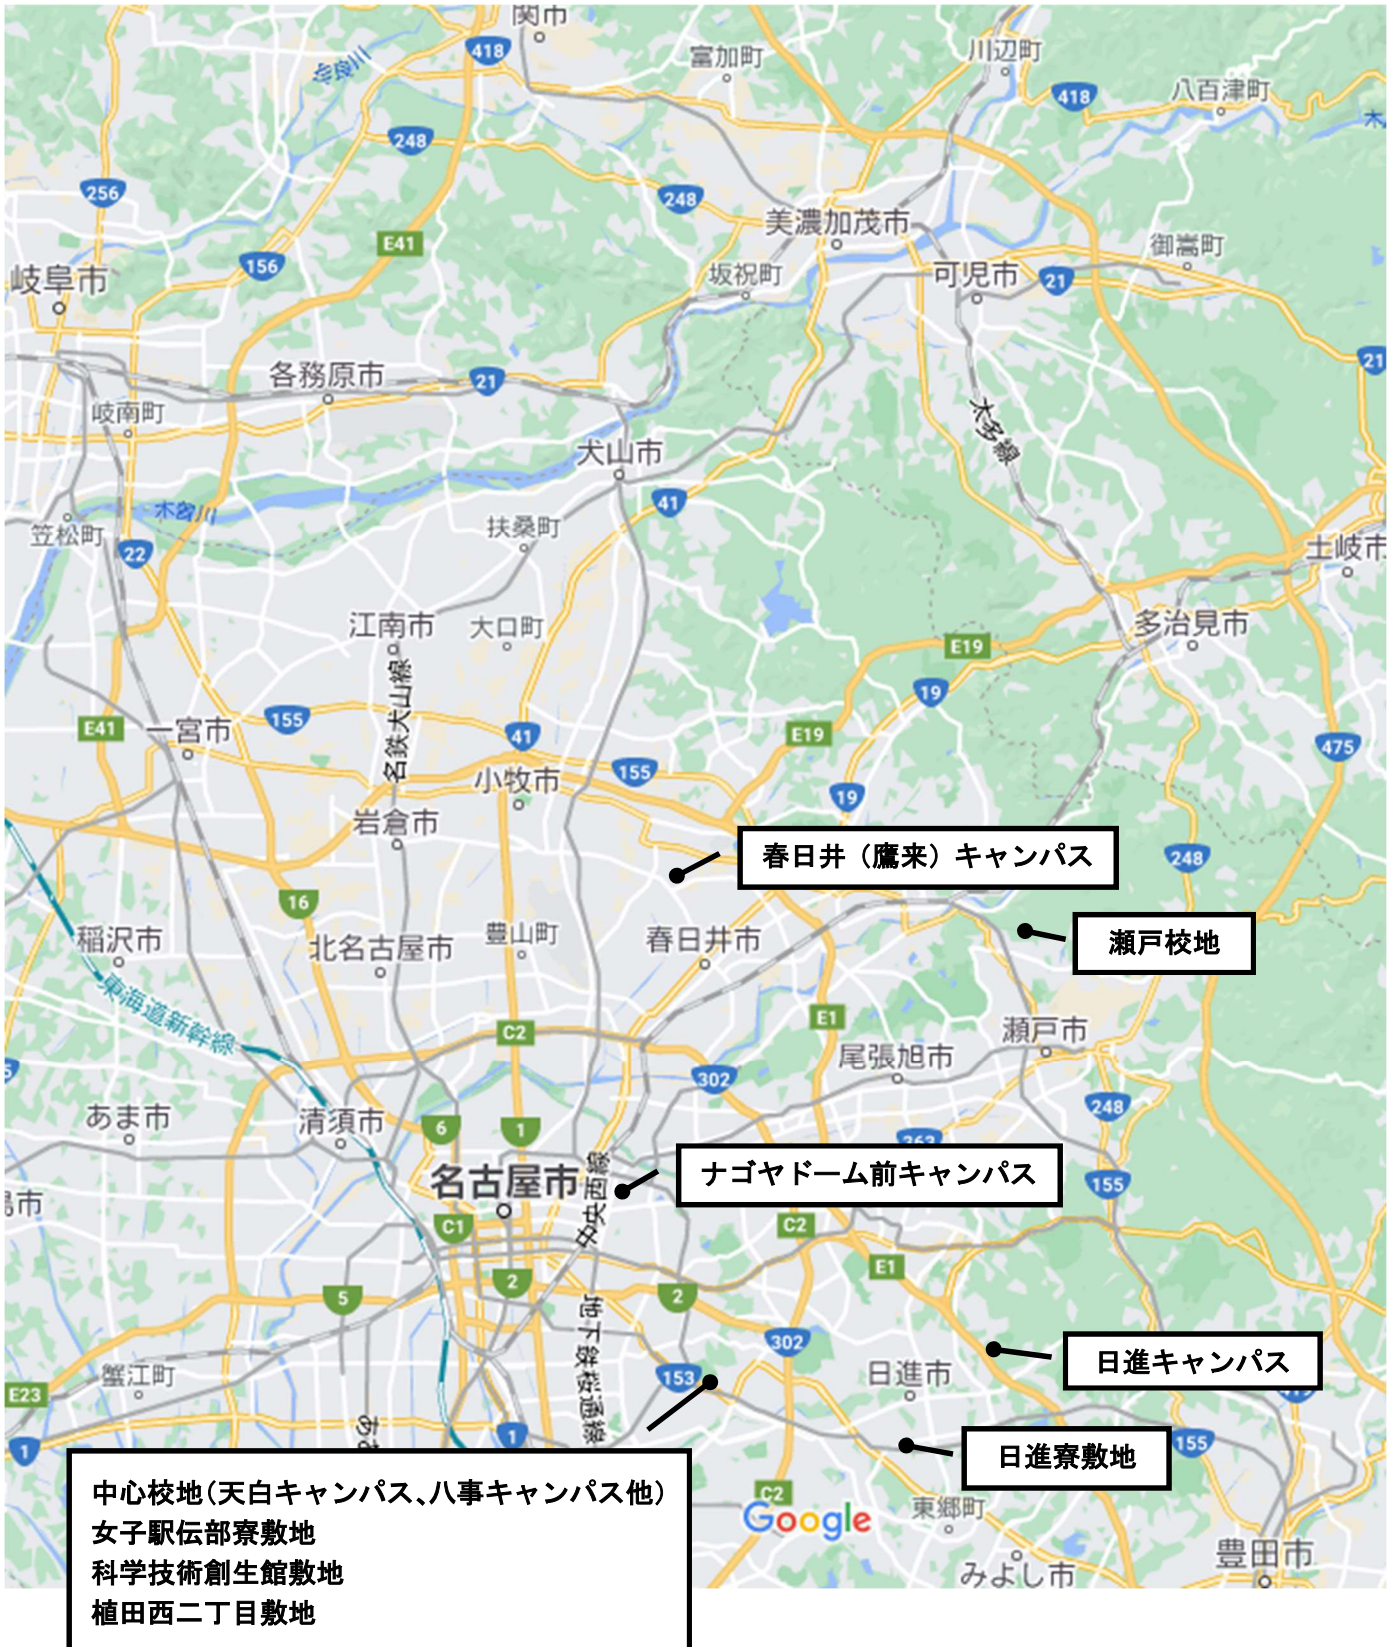 関市
418
奈良川
富加町
川辺町
418
八百津町
248
256
248
美濃加茂市
E41
御嵩町
156
岐阜市
坂祝町
可児市
21
21
各務原市
21
岐南町
太多線
犬山市
41
木曽川
扶桑町
笠松町
22
土岐市
江南市
大口町
多治見市
E19
19
名鉄犬山線
155
E41
一宮市
41
E19
475
小牧市
155
19
岩倉市
春日井（鷹来）キャンパス
248
16
稲沢市
北名古屋市
豊山町
春日井市
瀬戸校地
東海道新幹線
E1
C2
瀬戸市
尾張旭市
302
あま市
清須市
6
1
248
363
名古屋市
中央西線
ナゴヤドーム前キャンパス
155
C1
C2
E1
5
2
2
地下鉄桜通線
302
日進キャンパス
153
日進市
蟹江町
E23
1
1
日進寮敷地
155
中心校地（天白キャンパス、八事キャンパス他）
女子駅伝部寮敷地
科学技術創生館敷地
植田西二丁目敷地
C2
Google
東郷町
みよし市
豊田市